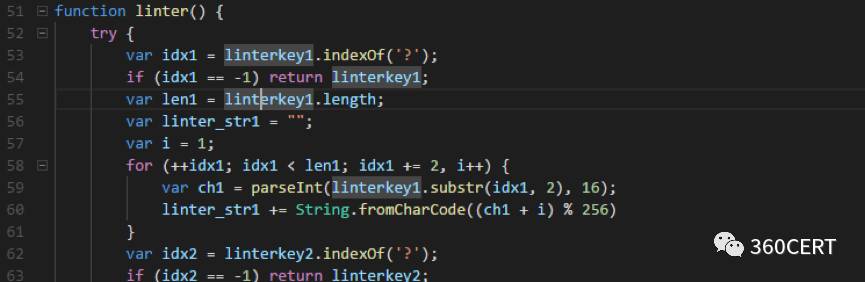 51 function linter() {
52 try {
53 var idx1 = linterkey1.indexOf('?');
54 if (idx1 == -1) return linterkey1;
55 var len1 = linterkey1.length;
56 var linter_str1 = "";
57 var i = 1;
58 for (++idx1; idx1 < len1; idx1 += 2, i++) {
59 var ch1 = parseInt(linterkey1.substr(idx1, 2), 16);
60 linter_str1 += String.fromCharCode((ch1 + i) % 256)
61 }
62 var idx2 = linterkey2.indexOf('?');
63 if (idx2 == -1) return linterkey2;
360CERT